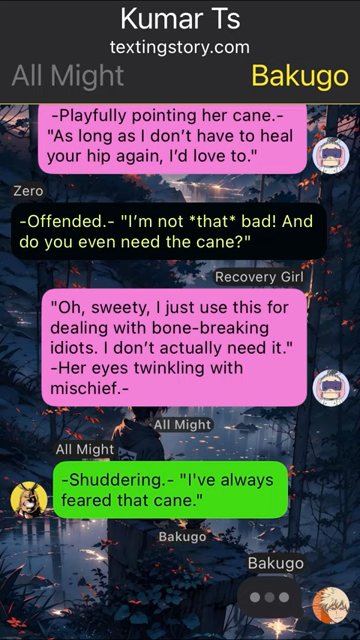 Kumar Ts
textingstory.com
All Might
Bakugo
-Playfully pointing her cane.-
"As long as I don't have to heal
your hip again, I'd love to."
Zero
-Offended.- "I'm not *that* bad! And
do you even need the cane?"
Recovery Girl
"Oh, sweety, I just use this for
dealing with bone-breaking
idiots. I don't actually need it."
-Her eyes twinkling with
mischief.-
All Might
All Might
-Shuddering.- "I've always
feared that cane."
Bakugo
Bakugo